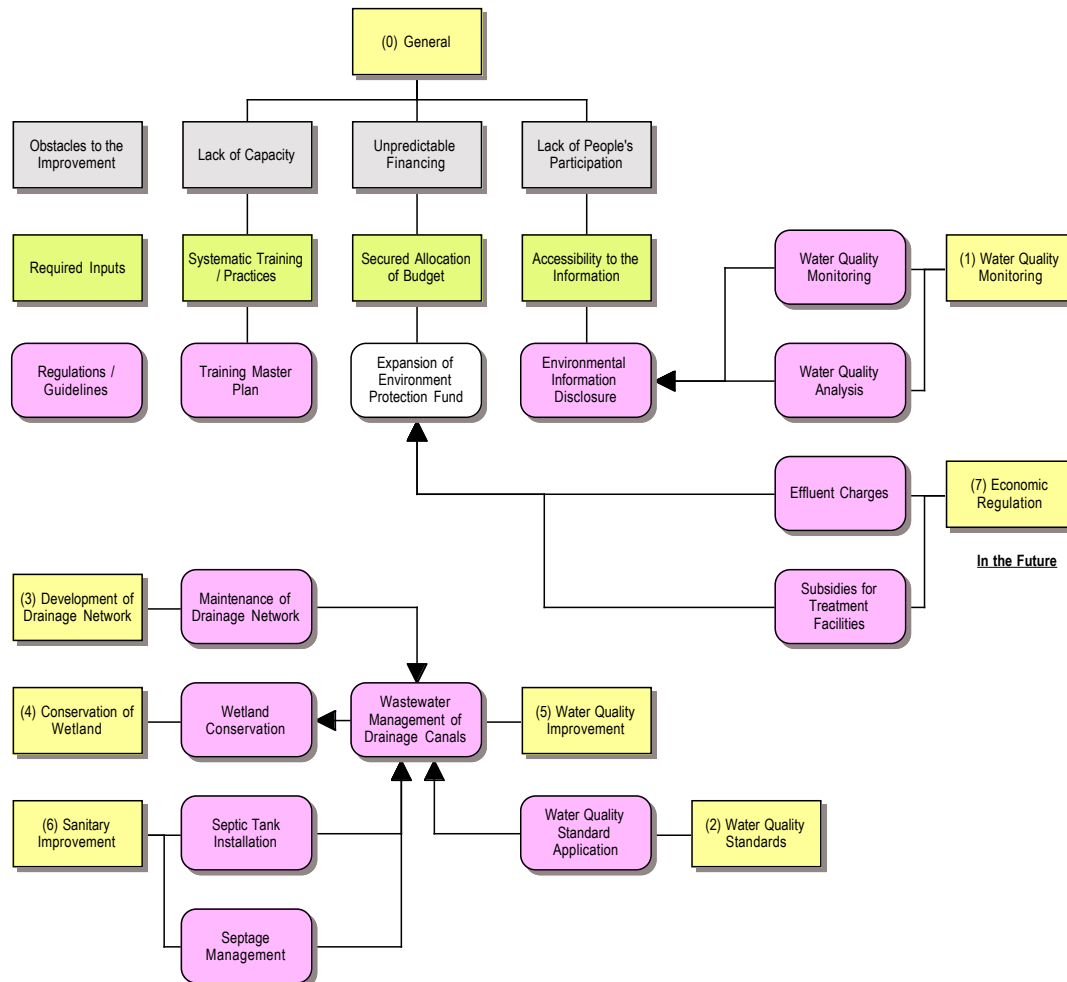 (0) General
Obstacles to the
Improvement
Lack of Capacity
Unpredictable
Financing
Lack of People's
Participation
Required Inputs
Systematic Training
/ Practices
Secured Allocation
of Budget
Accessibility to the
Information
Water Quality
Monitoring
(1) Water Quality
Monitoring
Regulations /
Guidelines
Training Master
Plan
Expansion of
Environment
Protection Fund
Environmental
Information
Disclosure
Water Quality
Analysis
Effluent Charges
(7) Economic
Regulation
In the Future
(3) Development of
Drainage Network
Maintenance of
Drainage Network
Subsidies for
Treatment
Facilities
(4) Conservation of
Wetland
Wetland
Conservation
Wastewater
Management of
Drainage Canals
(5) Water Quality
Improvement
(6) Sanitary
Improvement
Septic Tank
Installation
Water Quality
Standard
Application
(2) Water Quality
Standards
Septage
Management